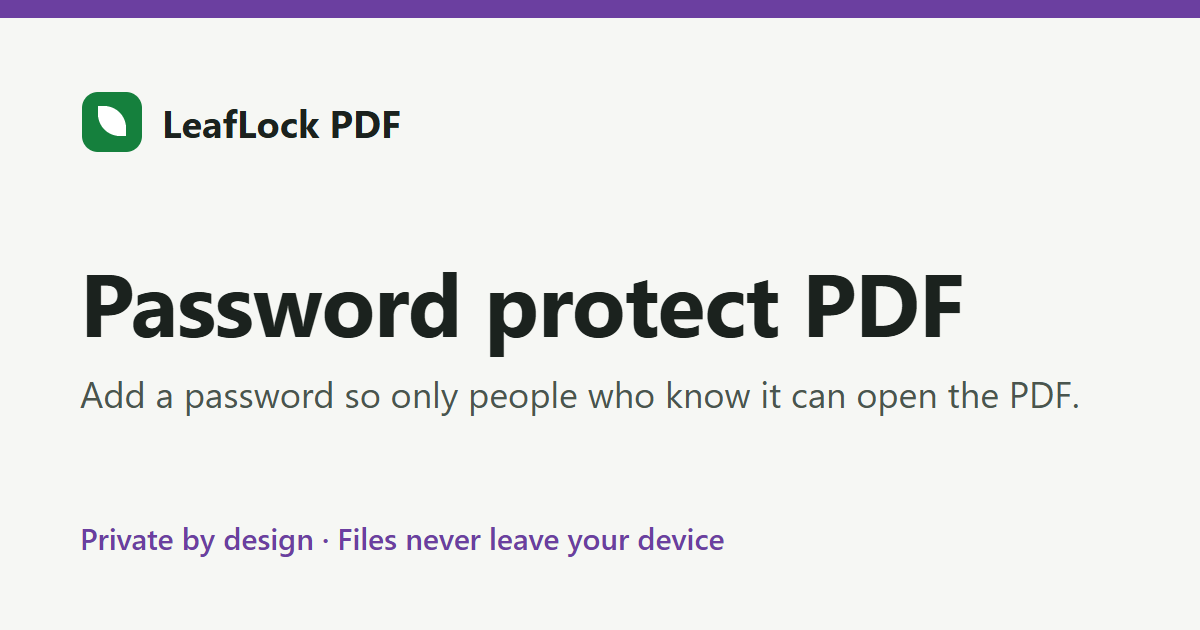 LeafLock PDF
Password protect PDF
Add a password so only people who know it can open the PDF.
Private by design · Files never leave your device